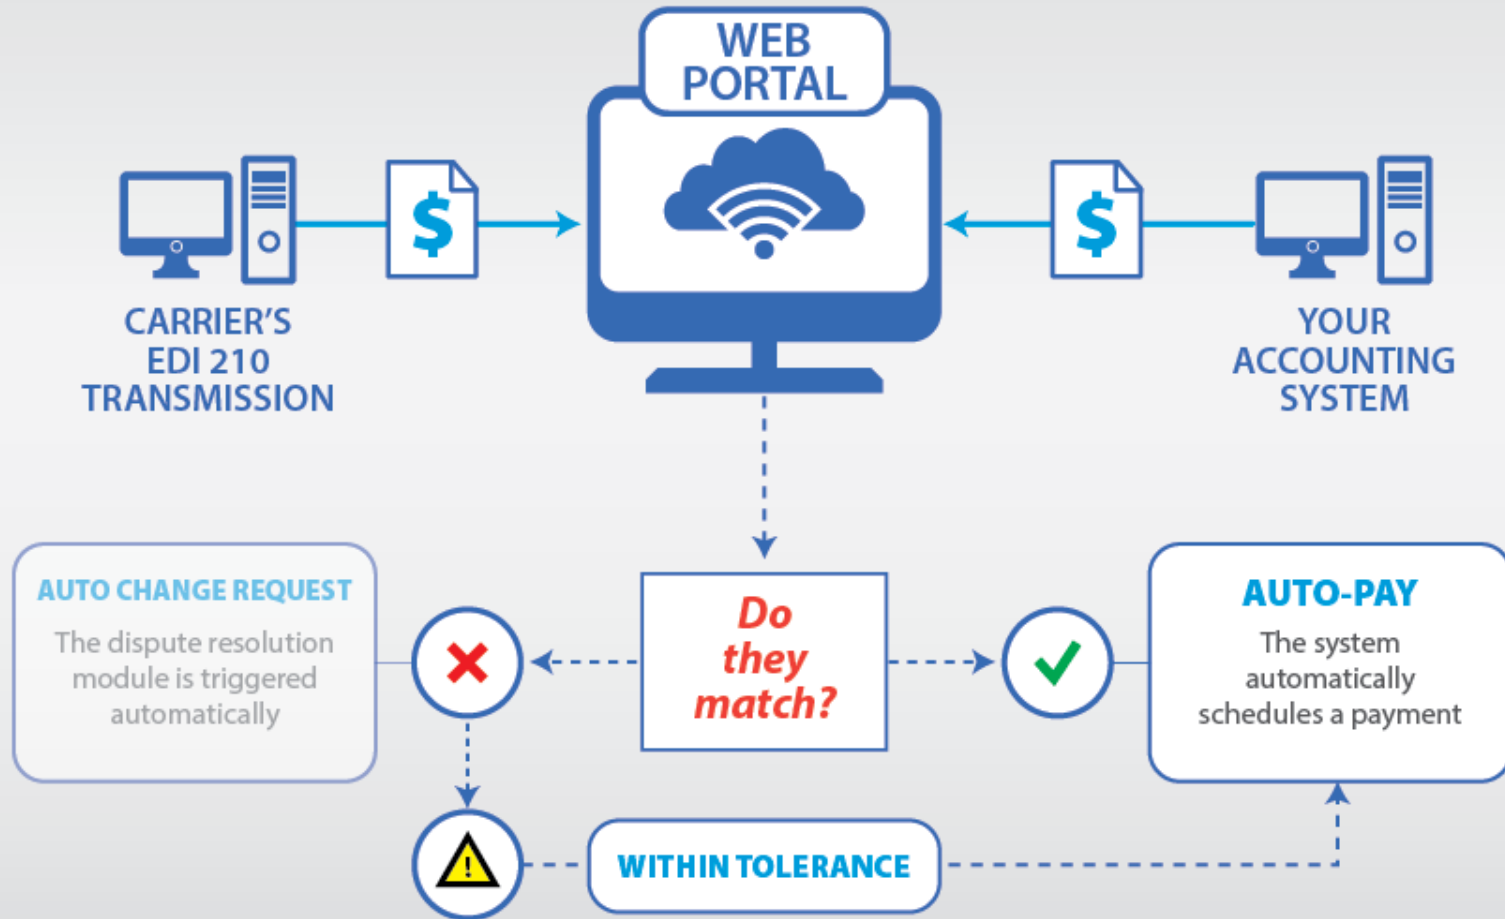 WEB
PORTAL
$
$
CARRIER'S
EDI 210
TRANSMISSION
YOUR
ACCOUNTING
SYSTEM
AUTO CHANGE REQUEST
The dispute resolution
module is triggered
automatically
Do
they
match?
AUTO-PAY
The system
automatically
schedules a payment
!
WITHIN TOLERANCE